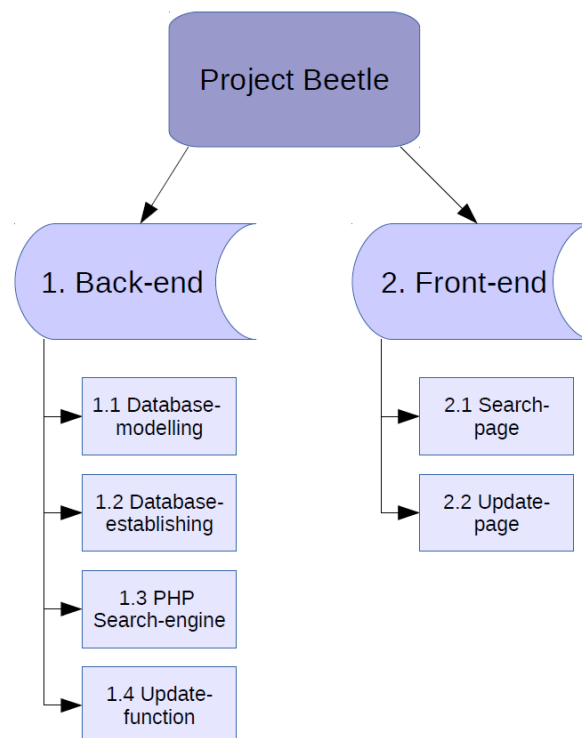 Project Beetle
1. Back-end
2. Front-end
1.1 Database-
modelling
1.2 Database-
establishing
1.3 PHP
Search-engine
1.4 Update-
function
2.1 Search-
page
2.2 Update-
page